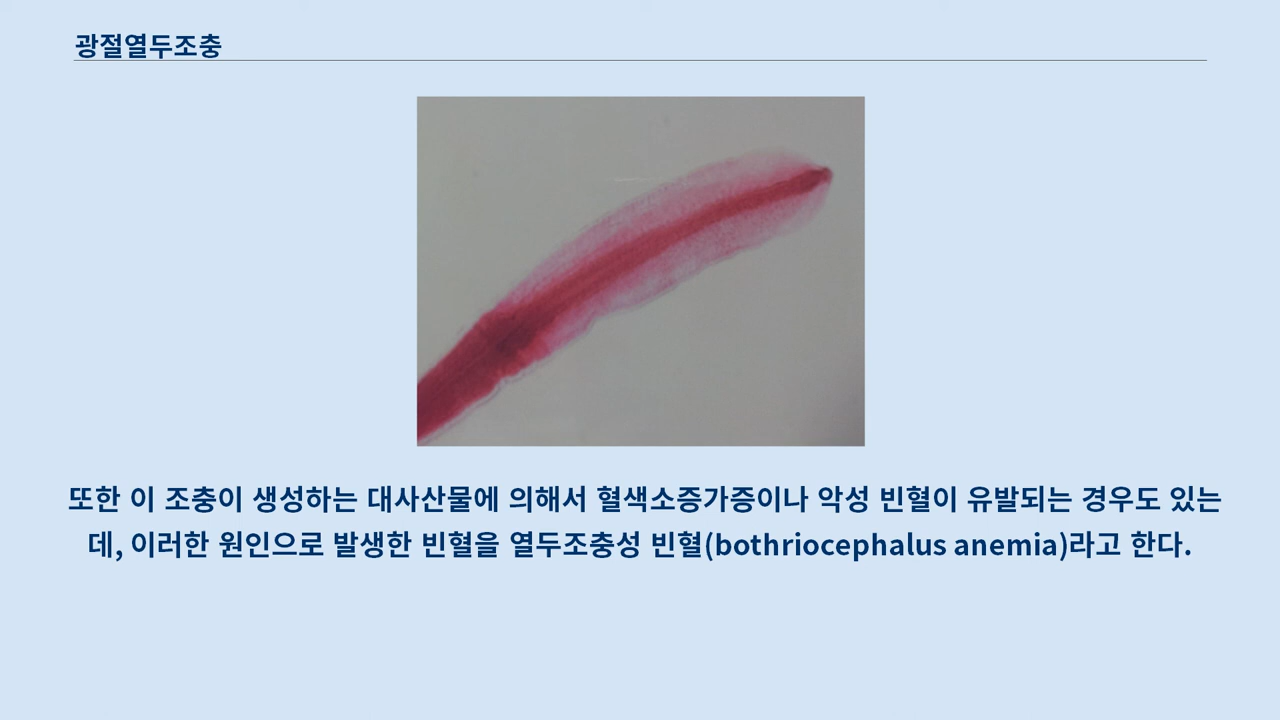 광절열두조충
또한 이 조충이 생성하는 대사산물에 의해서 혈색소증가증이나 악성 빈혈이 유발되는 경우도 있는
데, 이러한 원인으로 발생한 빈혈을 열두조충성 빈혈(bothriocephalus anemia)라고 한다.